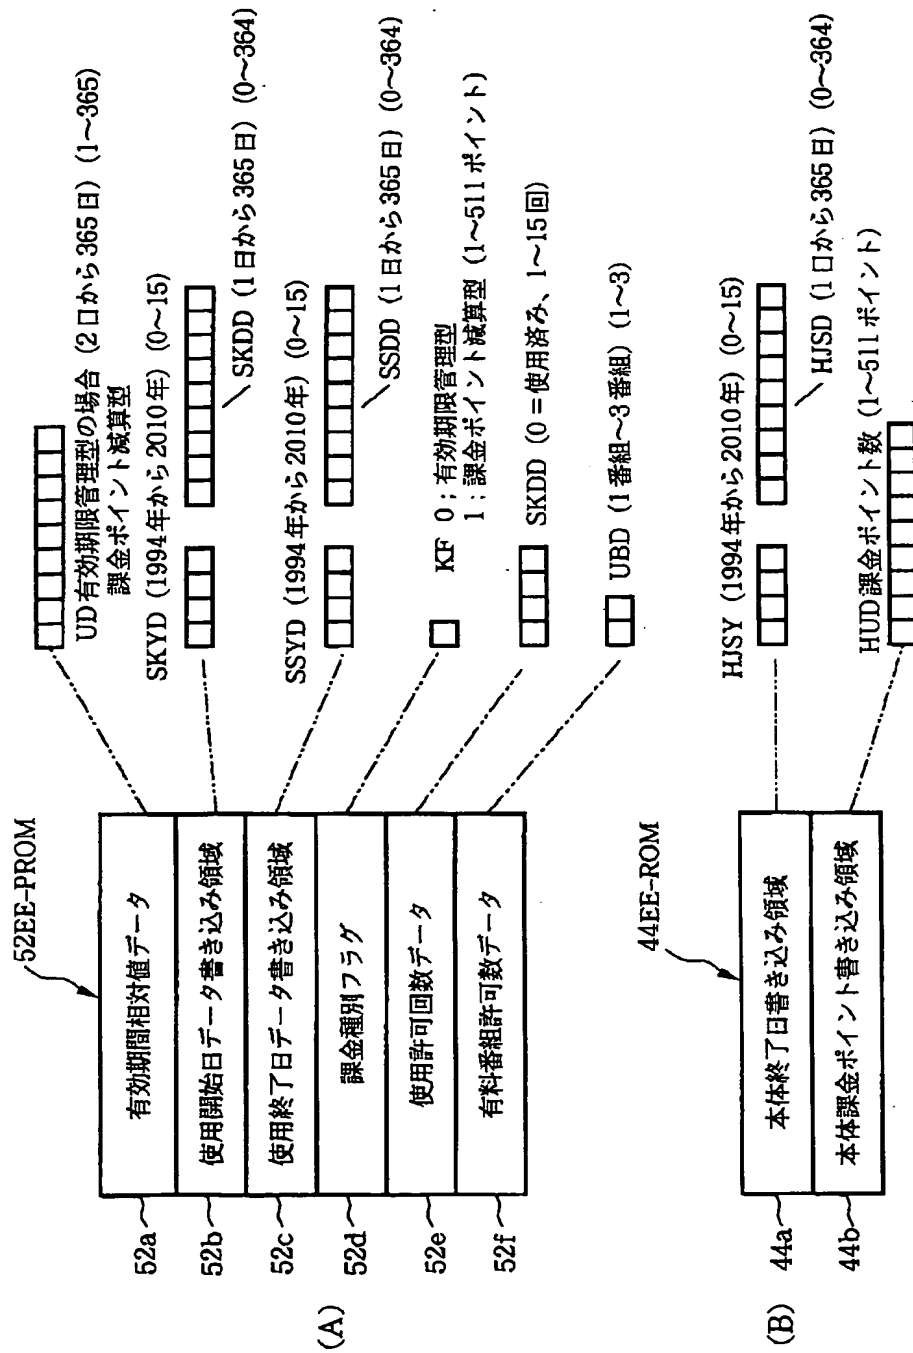 (A)
52EE-PROM
52a
有効期間相対値データ
UD有効期限管理型の場合 (2口から365日) (1～365)
課金ポイント減算型
52b
使用開始日データ書き込み領域
SKYD (1994年から2010年) (0～15)
SKDD (1日から365日) (0～364)
52c
使用終了日データ書き込み領域
SSYD (1994年から2010年) (0～15)
SSDD (1日から365日) (0～364)
52d
課金種別フラグ
KF 0 ; 有効期限管理型
1 ; 課金ポイント減算型 (1～511ポイント)
52e
使用許可回数データ
SKDD (0＝使用済み、1～15回)
52f
有料番組許可数データ
UBD (1番組～3番組) (1～3)
(B)
44EE-ROM
44a
本体終了日書き込み領域
HJSY (1994年から2010年) (0～15)
HJSD (1口から365日) (0～364)
44b
本体課金ポイント書き込み領域
HUD課金ポイント数 (1～511ポイント)